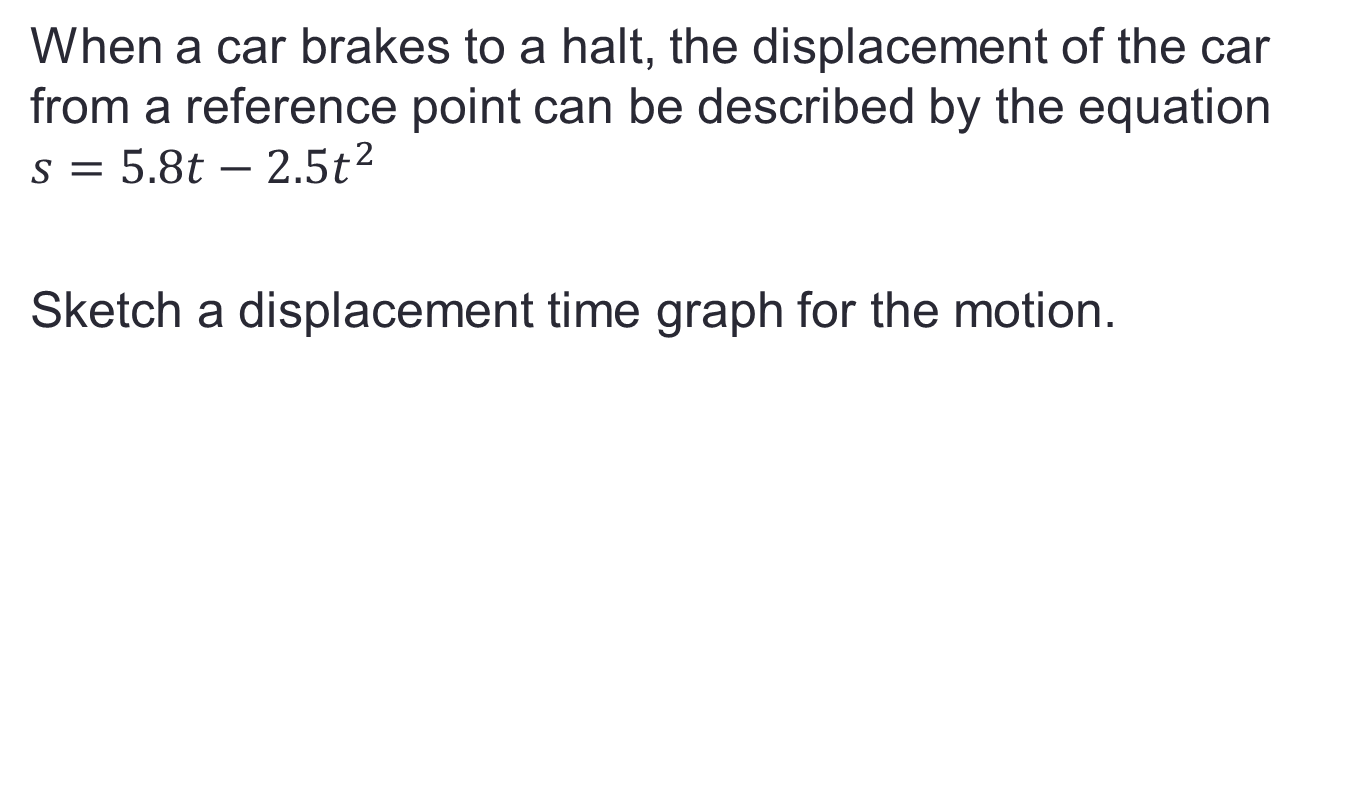 When a car brakes to a halt, the displacement of the car
from a reference point can be described by the equation
s = 5.8t − 2.5t²
Sketch a displacement time graph for the motion.